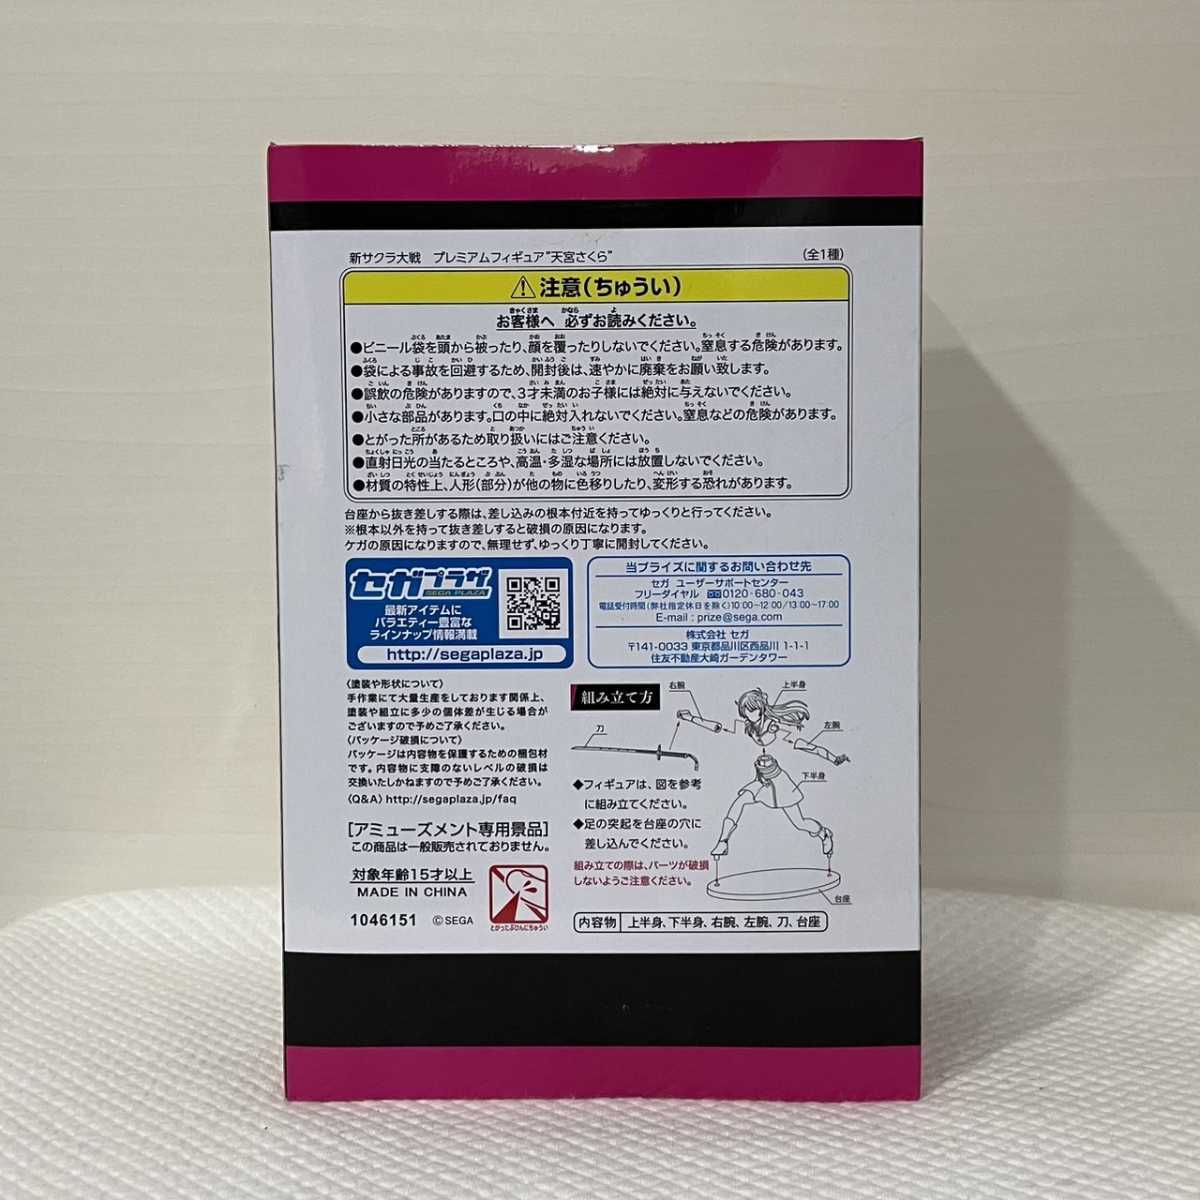 新サクラ大戦　プレミアムフィギュア"天宮さくら"　(全1種)
⚠注意(ちゅうい)
お客様へ 必ずお読みください。
●ビニール袋を頭から被ったり、顔を覆ったりしないでください。窒息する危険があります。
●袋による事故を回避するため、開封後は、速やかに廃棄をお願い致します。
●誤飲の危険がありますので、3才未満のお子様には絶対に与えないでください。
●小さな部品があります。口の中に絶対入れないでください。窒息などの危険があります。
●とがった所があるため取り扱いにはご注意ください。
●直射日光の当たるところや、高温・多湿な場所には放置しないでください。
●材質の特性上、人形(部分)が他の物に色移りしたり、変形する恐れがあります。
台座から抜き差しする際は、差し込みの根本付近を持ってゆっくりと行ってください。
※根本以外を持って抜き差しすると破損の原因になります。
ケガの原因になりますので、無理せず、ゆっくり丁寧に開封してください。
セガプラザ
SEGA PLAZA
最新アイテムに
バラエティー豊富な
ラインナップ情報満載
http://segaplaza.jp
当プライズに関するお問い合わせ先
セガ ユーザーサポートセンター
フリーダイヤル 0120-680-043
電話受付時間(弊社指定休日を除く)10:00~12:00/13:00~17:00
E-mail : prize@sega.com
株式会社 セガ
〒141-0033 東京都品川区西品川 1-1-1
住友不動産大崎ガーデンタワー
〈塗装や形状について〉
手作業にて大量生産をしております関係上、
塗装や組立に多少の個体差が生じる場合が
ございますので予めご了承ください。
〈パッケージ破損について〉
パッケージは内容物を保護するための梱包材
です。内容物に支障のないレベルの破損は
交換いたしかねますので予めご了承ください。
〈Q&A〉http://segaplaza.jp/faq
[アミューズメント専用景品]
この商品は一般販売されておりません。
対象年齢15才以上
MADE IN CHINA
1046151 ©SEGA
とがったぶひんにちゅうい
組み立て方
右腕
上半身
左腕
刀
下半身
台座
◆フィギュアは、図を参考
に組み立てください。
◆足の突起を台座の穴に
差し込んでください。
組み立ての際は、パーツが破損
しないようご注意ください。
内容物 上半身、下半身、右腕、左腕、刀、台座